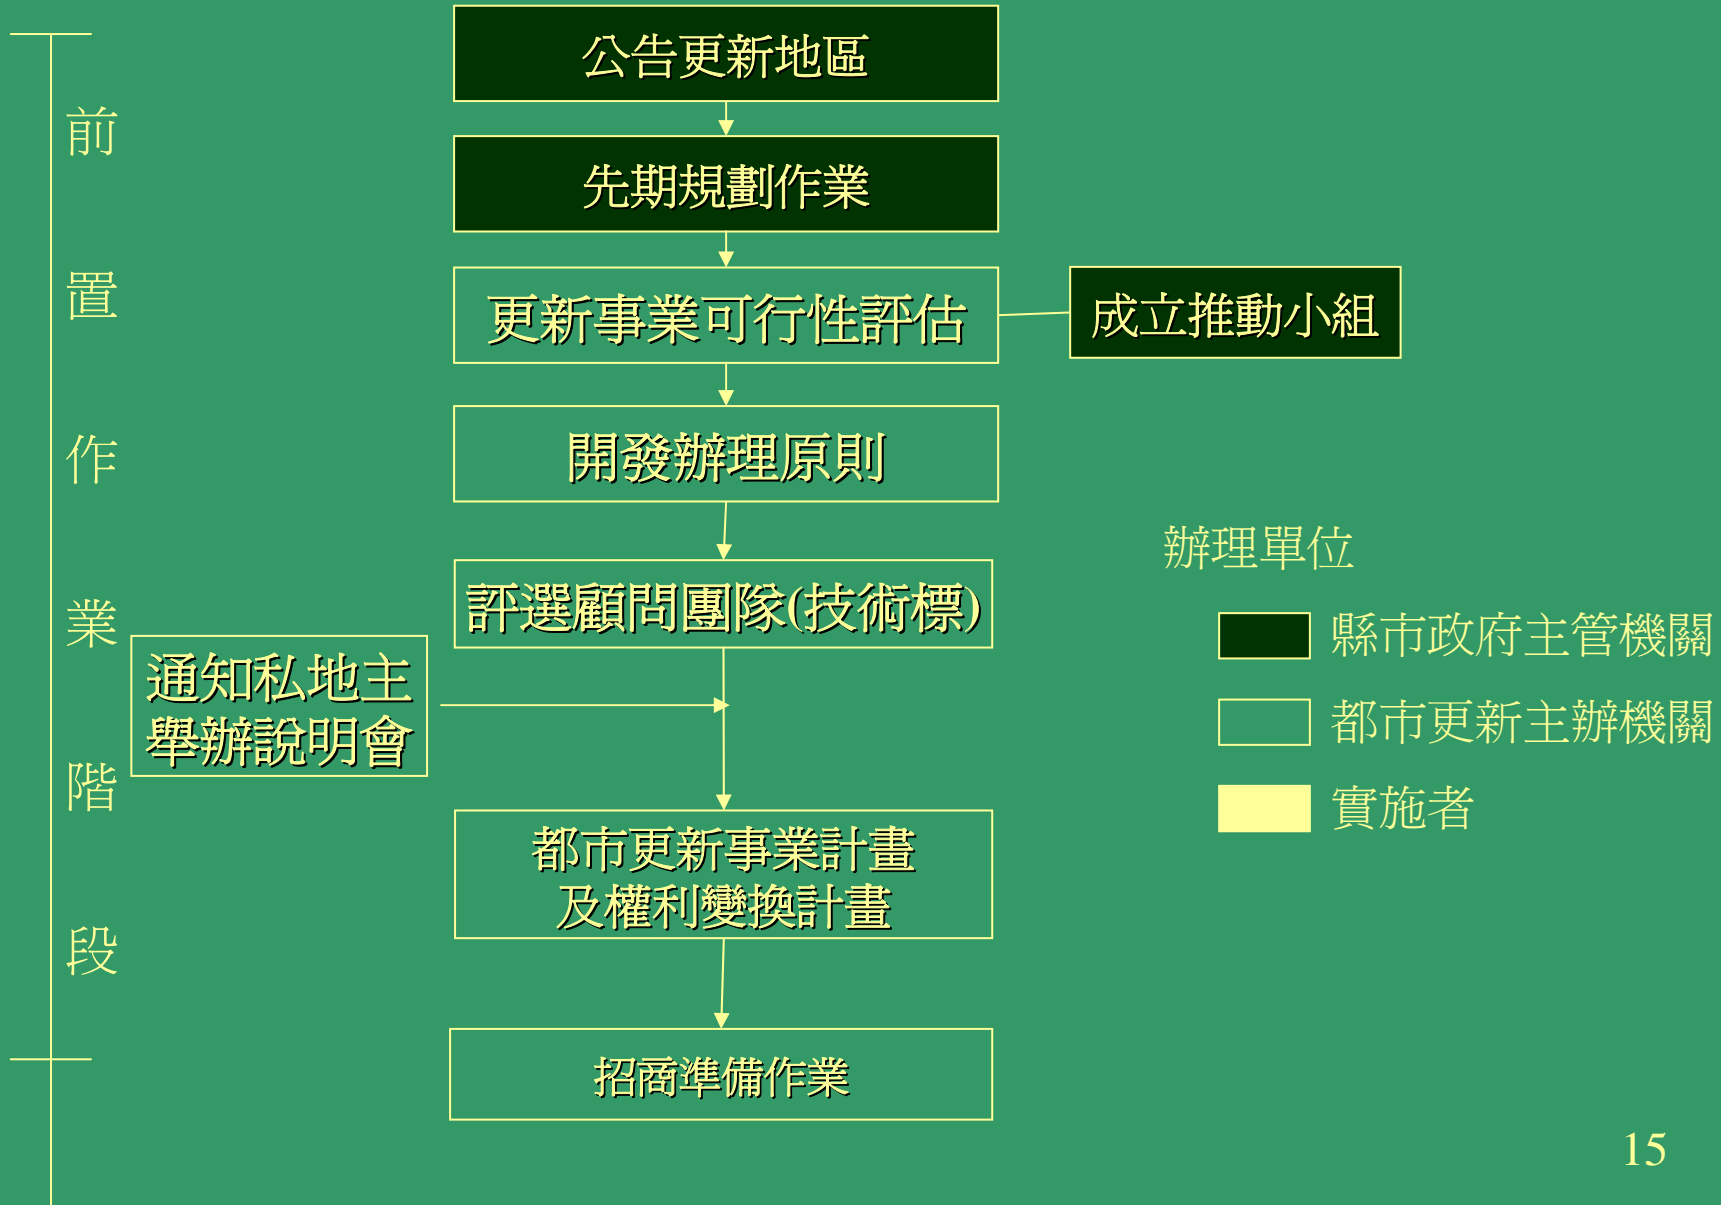 公告更新地區
前置作業階段
先期規劃作業
更新事業可行性評估
成立推動小組
開發辦理原則
評選顧問團隊(技術標)
通知私地主
舉辦說明會
都市更新事業計畫
及權利變換計畫
招商準備作業
辦理單位
縣市政府主管機關
都市更新主辦機關
實施者
15